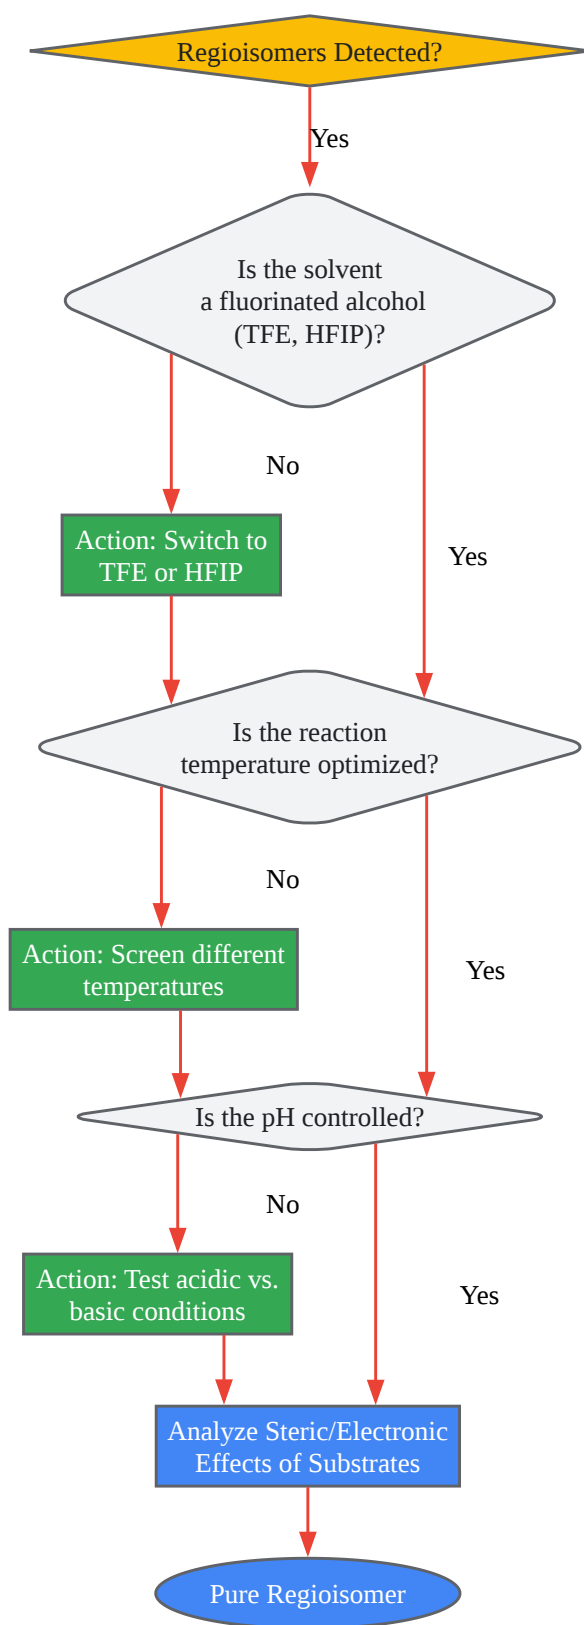 Regioisomers Detected?
Yes
Is the solvent
a fluorinated alcohol
(TFE, HFIP)?
No
Action: Switch to
TFE or HFIP
Yes
Is the reaction
temperature optimized?
No
Action: Screen different
temperatures
Yes
Is the pH controlled?
No
Action: Test acidic vs.
basic conditions
Yes
Analyze Steric/Electronic
Effects of Substrates
Pure Regioisomer